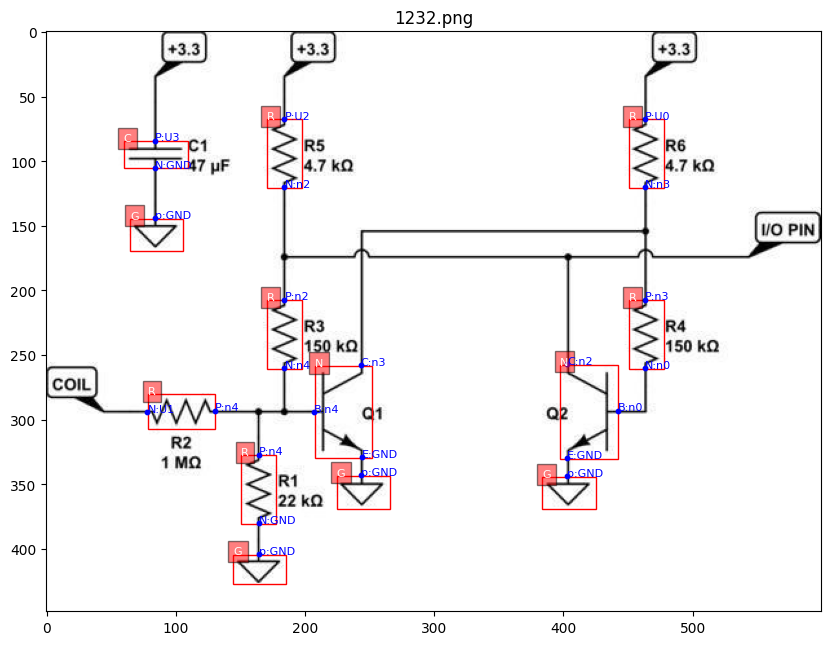 1232.png
+3.3
+3.3
+3.3
C
P:U3
N:GND
C1
47 µF
G
p:GND
R
P:U2
N:n2
R5
4.7 kΩ
R
P:U0
N:n3
R6
4.7 kΩ
I/O PIN
R
P:n2
N:n4
R3
150 kΩ
R
P:n3
N:n0
R4
150 kΩ
COIL
R
N:U1
P:n4
R2
1 MΩ
N
C:n3
B:n4
E:GND
Q1
G
p:GND
N
C:n2
B:n0
E:GND
Q2
G
p:GND
R
P:n4
N:GND
R1
22 kΩ
G
p:GND
0
50
100
150
200
250
300
350
400
0
100
200
300
400
500